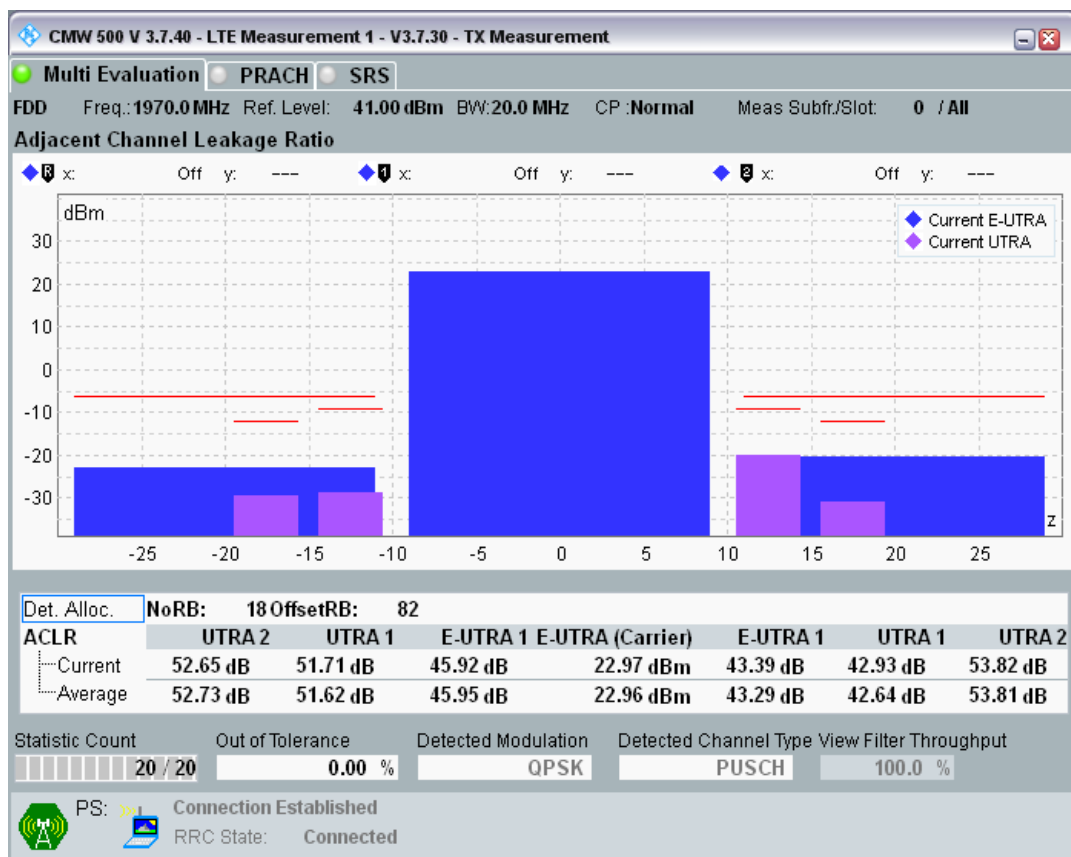 CMW 500 V 3.7.40 - LTE Measurement 1 - V3.7.30 - TX Measurement
Multi Evaluation PRACH SRS
FDD Freq.: 1970.0 MHz Ref. Level: 41.00 dBm BW: 20.0 MHz CP : Normal Meas Subfr./Slot: 0 / All
Adjacent Channel Leakage Ratio
R x: Off y: --- 1 x: Off y: --- 2 x: Off y: ---
dBm
Current E-UTRA
Current UTRA
30
20
10
0
-10
-20
-30
z
-25 -20 -15 -10 -5 0 5 10 15 20 25
Det. Alloc. NoRB: 18 OffsetRB: 82
ACLR UTRA 2 UTRA 1 E-UTRA 1 E-UTRA (Carrier) E-UTRA 1 UTRA 1 UTRA 2
Current 52.65 dB 51.71 dB 45.92 dB 22.97 dBm 43.39 dB 42.93 dB 53.82 dB
Average 52.73 dB 51.62 dB 45.95 dB 22.96 dBm 43.29 dB 42.64 dB 53.81 dB
Statistic Count Out of Tolerance Detected Modulation Detected Channel Type View Filter Throughput
20 / 20 0.00 % QPSK PUSCH 100.0 %
PS: Connection Established
RRC State: Connected